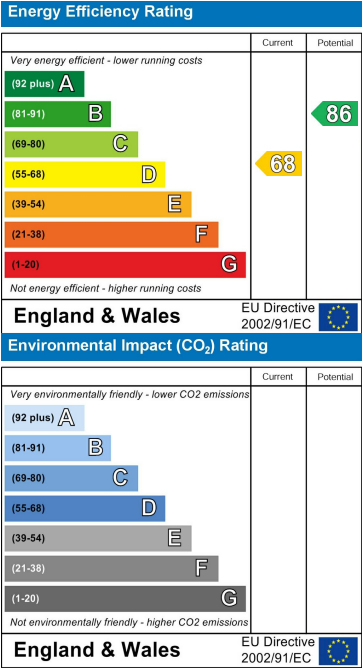 Energy Efficiency Rating
Current Potential
Very energy efficient - lower running costs
(92 plus) A
(81-91) B
86
(69-80) C
68
(55-68) D
(39-54) E
(21-38) F
(1-20) G
Not energy efficient - higher running costs
England & Wales
EU Directive
2002/91/EC
Environmental Impact (CO₂) Rating
Current Potential
Very environmentally friendly - lower CO2 emissions
(92 plus) A
(81-91) B
(69-80) C
(55-68) D
(39-54) E
(21-38) F
(1-20) G
Not environmentally friendly - higher CO2 emissions
England & Wales
EU Directive
2002/91/EC